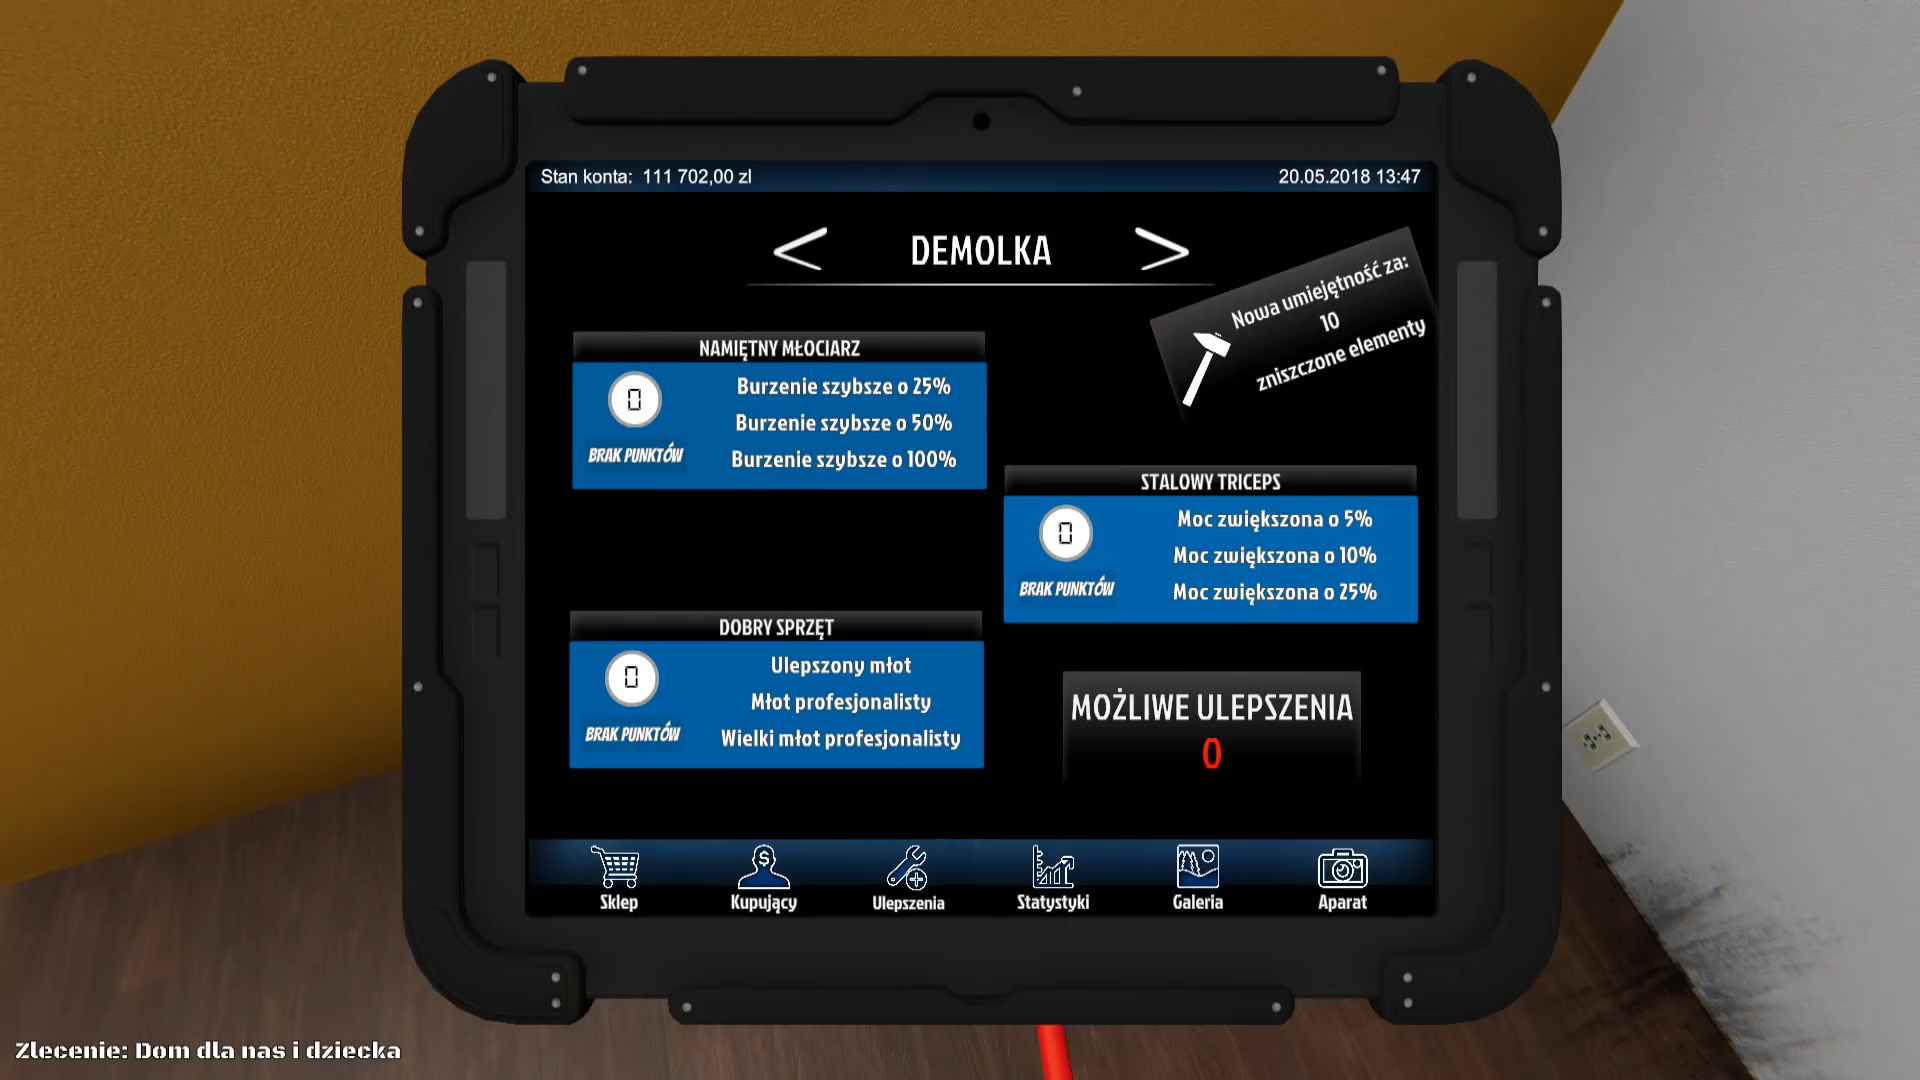 Stan konta: 111 702,00 zl
20.05.2018 13:47
DEMOLKA
Nowa umiejętność za:
10
zniszczone elementy
NAMIĘTNY MŁOCIARZ
0
BRAK PUNKTÓW
Burzenie szybsze o 25%
Burzenie szybsze o 50%
Burzenie szybsze o 100%
STALOWY TRICEPS
0
BRAK PUNKTÓW
Moc zwiększona o 5%
Moc zwiększona o 10%
Moc zwiększona o 25%
DOBRY SPRZĘT
0
BRAK PUNKTÓW
Ulepszony młot
Młot profesjonalisty
Wielki młot profesjonalisty
MOŻLIWE ULEPSZENIA
0
Sklep
Kupujący
Ulepszenia
Statystyki
Galeria
Aparat
Zlecenie: Dom dla nas i dziecka